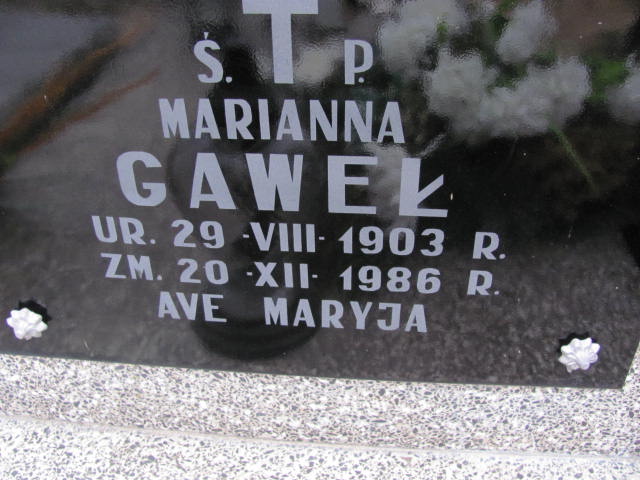 Ś. P.
MARIANNA
GAWEŁ
UR. 29 -VIII- 1903 R.
ZM. 20 -XII- 1986 R.
AVE MARYJA